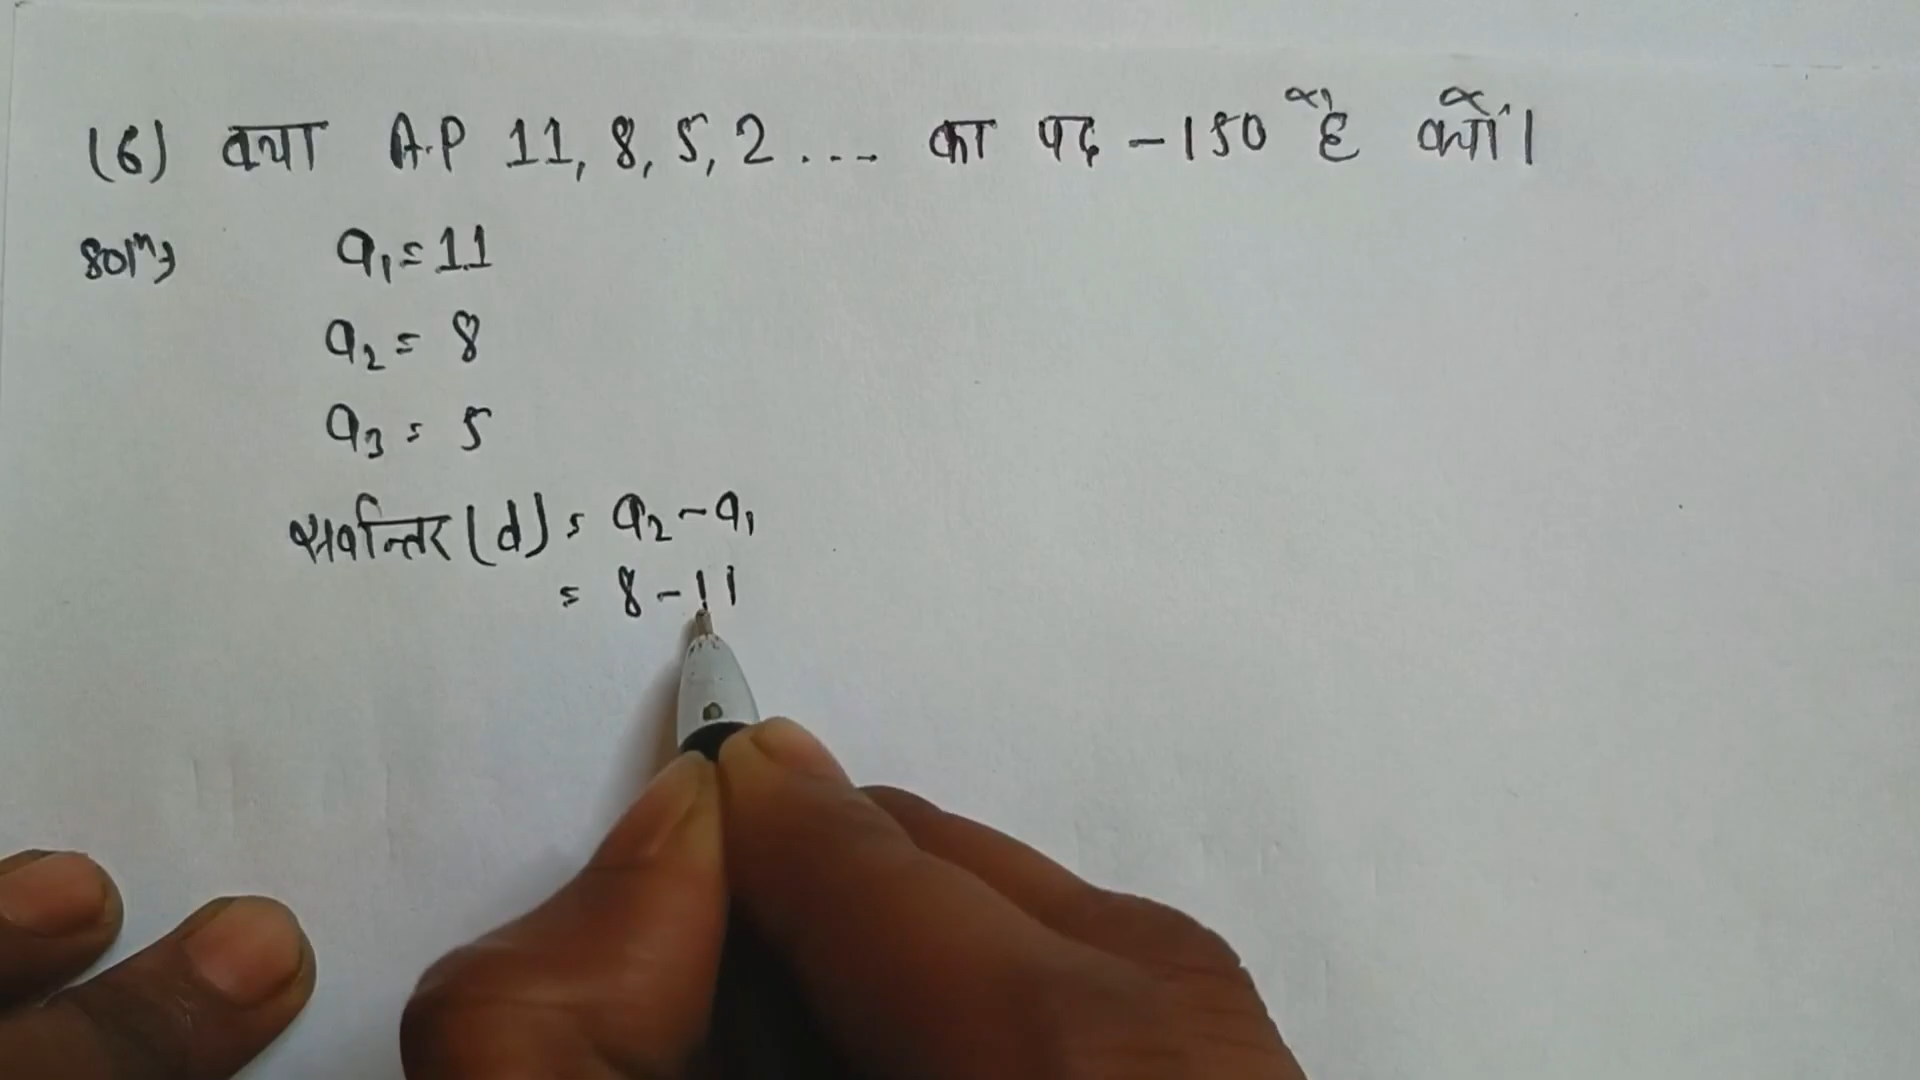 (6) क्या A.P 11, 8, 5, 2 ... का पद -150 है क्यों।
Solⁿ→ a₁ = 11
a₂ = 8
a₃ = 5
सर्वान्तर (d) = a₂ - a₁
= 8 - 11